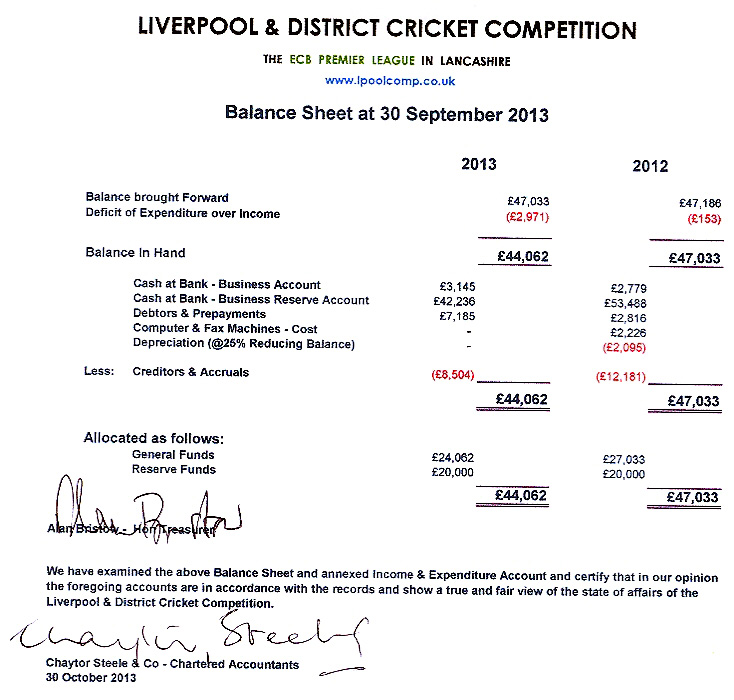 LIVERPOOL & DISTRICT CRICKET COMPETITION
THE ECB PREMIER LEAGUE IN LANCASHIRE
www.lpoolcomp.co.uk
Balance Sheet at 30 September 2013
2013 2012
Balance brought Forward £47,033 £47,186
Deficit of Expenditure over Income (£2,971) (£153)
Balance In Hand £44,062 £47,033
Cash at Bank - Business Account £3,145 £2,779
Cash at Bank - Business Reserve Account £42,236 £53,488
Debtors & Prepayments £7,185 £2,816
Computer & Fax Machines - Cost - £2,226
Depreciation (@25% Reducing Balance) - (£2,095)
Less: Creditors & Accruals (£8,504) (£12,181)
£44,062 £47,033
Allocated as follows:
General Funds £24,062 £27,033
Reserve Funds £20,000 £20,000
£44,062 £47,033
Alan Bristow
Alan Bristow - Hon Treasurer
We have examined the above Balance Sheet and annexed Income & Expenditure Account and certify that in our opinion
the foregoing accounts are in accordance with the records and show a true and fair view of the state of affairs of the
Liverpool & District Cricket Competition.
Chaytor Steele
Chaytor Steele & Co - Chartered Accountants
30 October 2013